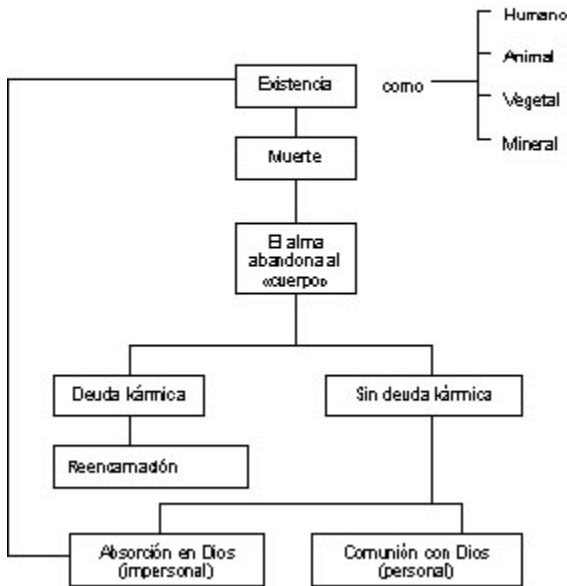 Humano
Animal
Existencia
como
Vegetal
Mineral
Muerte
El alma
abandona al
«cuerpo»
Deuda kármica
Sin deuda kármica
Reencarnación
Absorción en Dios
(impersonal)
Comunión con Dios
(personal)